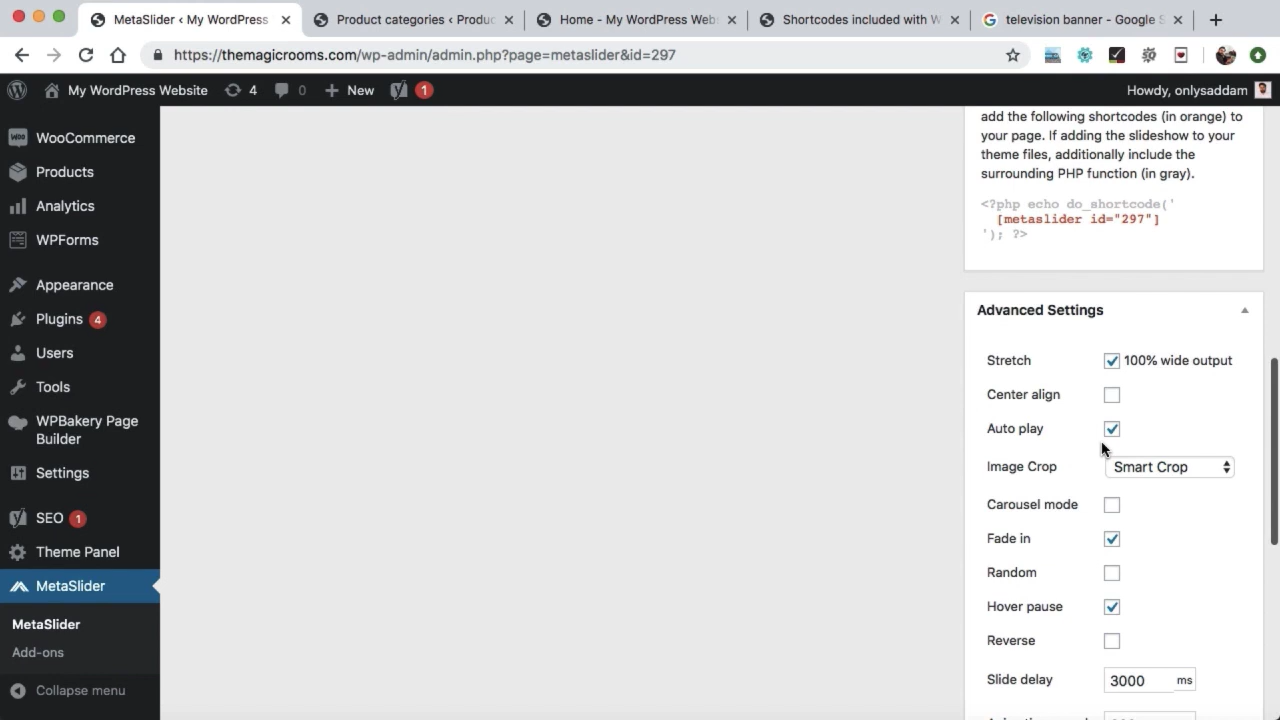 MetaSlider ‹ My WordPress
Product categories ‹ Produc
Home - My WordPress Web
Shortcodes included with W
television banner - Google S
https://themagicrooms.com/wp-admin/admin.php?page=metaslider&id=297
My WordPress Website
4
0
New
1
Howdy, onlysaddam
WooCommerce
Products
Analytics
WPForms
Appearance
Plugins 4
Users
Tools
WPBakery Page
Builder
Settings
SEO 1
Theme Panel
MetaSlider
MetaSlider
Add-ons
Collapse menu
add the following shortcodes (in orange) to
your page. If adding the slideshow to your
theme files, additionally include the
surrounding PHP function (in gray).
<?php echo do_shortcode('
[metaslider id="297"]
'); ?>
Advanced Settings
Stretch 100% wide output
Center align
Auto play
Image Crop Smart Crop
Carousel mode
Fade in
Random
Hover pause
Reverse
Slide delay 3000 ms